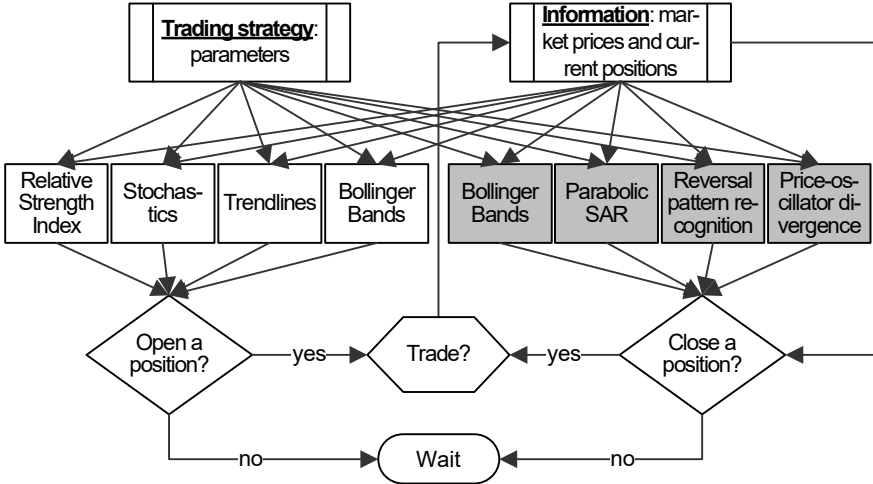 Trading strategy:
parameters
Information: mar-
ket prices and cur-
rent positions
Relative
Strength
Index
Stochas-
tics
Trendlines
Bollinger
Bands
Bollinger
Bands
Parabolic
SAR
Reversal
pattern re-
cognition
Price-os-
cillator di-
vergence
Open a
position?
yes
Trade?
yes
Close a
position?
no
Wait
no